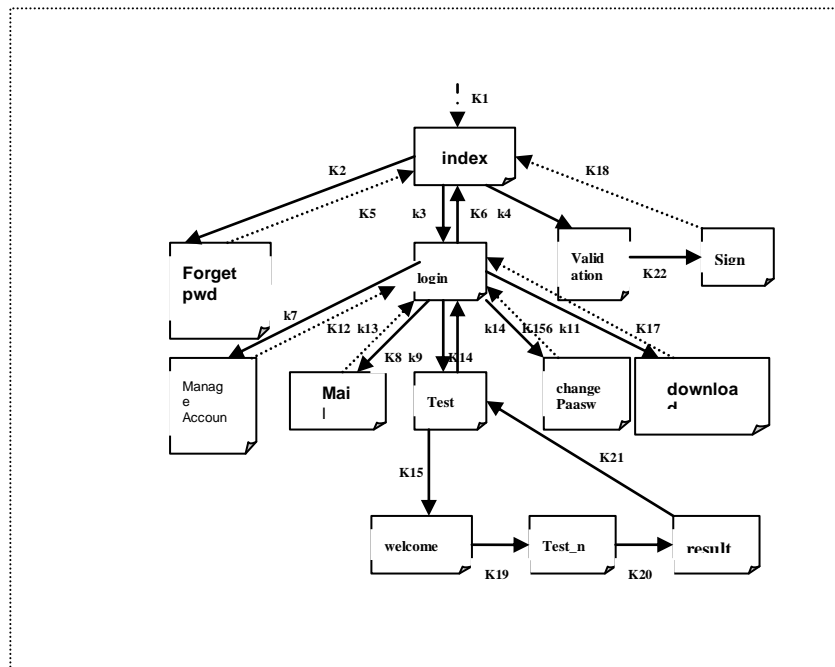 K1
index
K2
K18
K5 k3 K6 k4
Forget
pwd
login
Valid
ation
K22
Sign
k7
K12 k13
K8 k9 K14
k14 K156 k11
K17
Manag
e
Accoun
Mai
l
Test
change
Paasw
downloa
d
K15
K21
welcome
Test_n
result
K19
K20